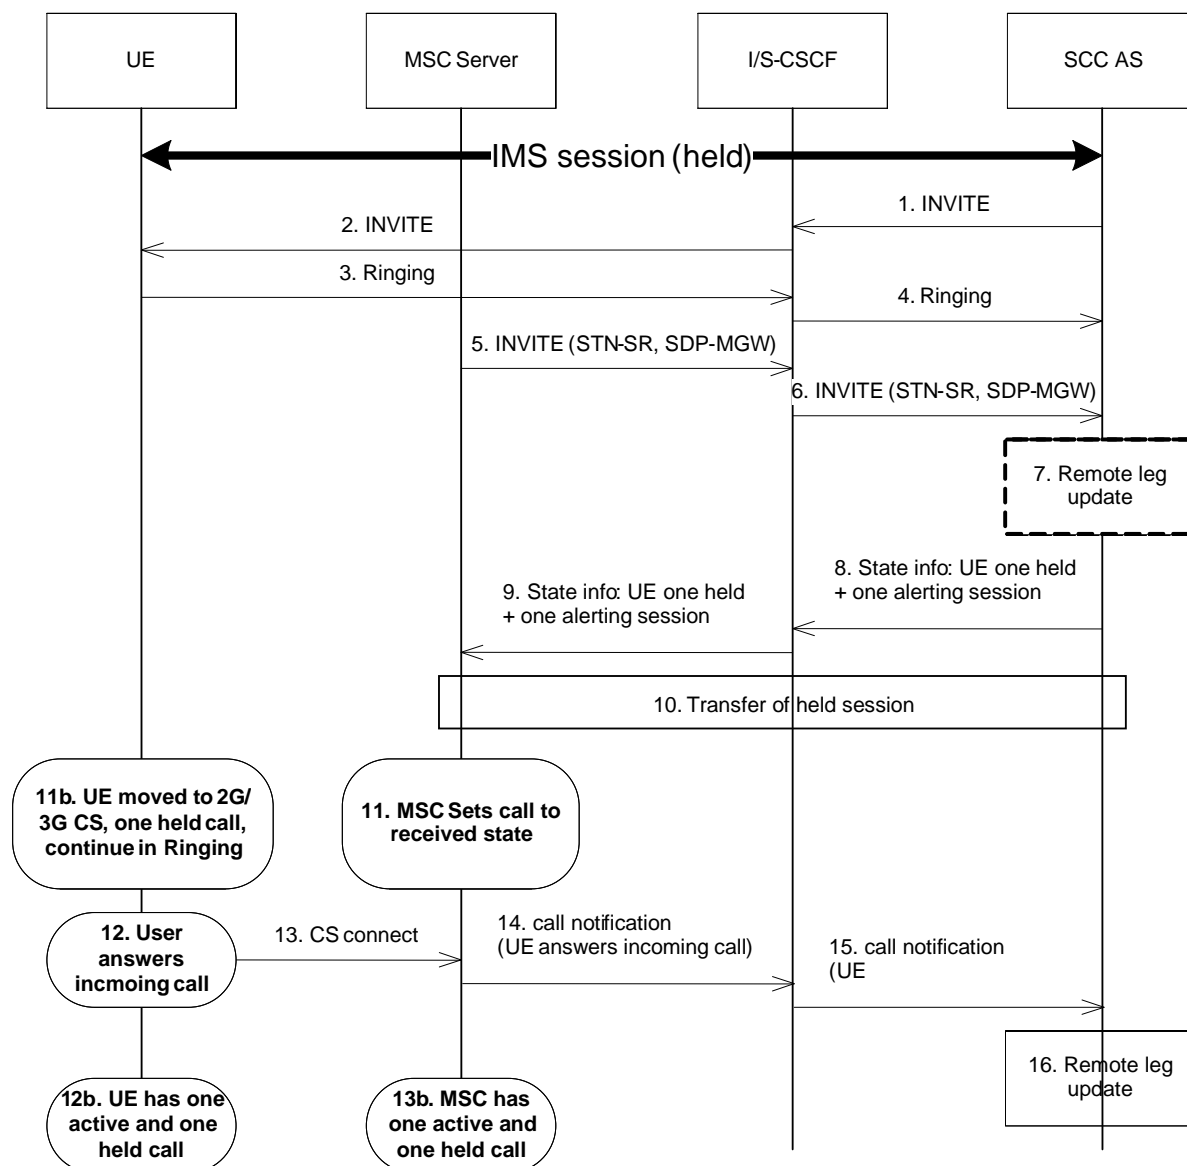 UE
MSC Server
I/S-CSCF
SCC AS
IMS session (held)
1. INVITE
2. INVITE
3. Ringing
4. Ringing
5. INVITE (STN-SR, SDP-MGW)
6. INVITE (STN-SR, SDP-MGW)
7. Remote leg
update
8. State info: UE one held
+ one alerting session
9. State info: UE one held
+ one alerting session
10. Transfer of held session
11b. UE moved to 2G/
3G CS, one held call,
continue in Ringing
11. MSC Sets call to
received state
12. User
answers
incmoing call
13. CS connect
14. call notification
(UE answers incoming call)
15. call notification
(UE
16. Remote leg
update
12b. UE has one
active and one
held call
13b. MSC has
one active and
one held call